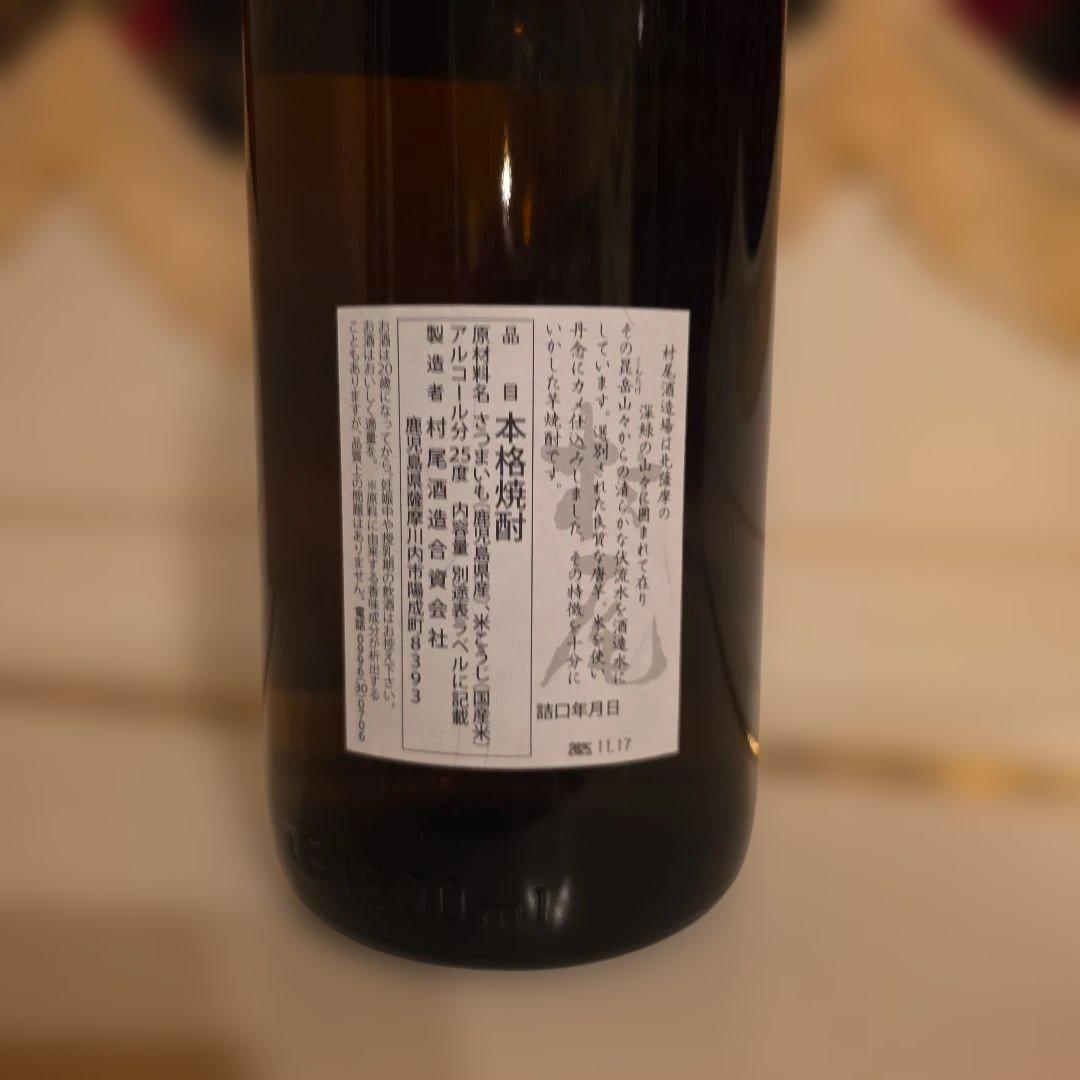 村尾酒造場は北薩摩の
深緑の山々に囲まれて在り
こんだけ
その昆岳山々からの清らかな伏流水を酒造水に
しています。選別された良質な唐芋。米を使い
丹念にカメ仕込みしました。その特徴を十分に
いかした芋焼酎です。
村尾
詰口年月日
2025.11.17
品目 本格焼酎
原材料名 さつまいも(鹿児島県産)、米こうじ(国産米)
アルコール分25度 内容量 別途表ラベルに記載
製造者 村尾酒造合資会社
鹿児島県薩摩川内市陽成町8393
お酒は20歳になってから。妊娠中や授乳期の飲酒はお控え下さい。
お酒はおいしく適量を。 ※原料に由来する香味成分が析出する
こともありますが、品質上の問題はありません。電話0996(30)0706
1800ml